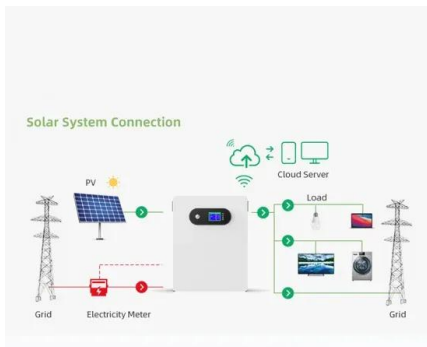 Solar System Connection
Cloud Server
PV
Load
Grid
Electricity Meter
Grid